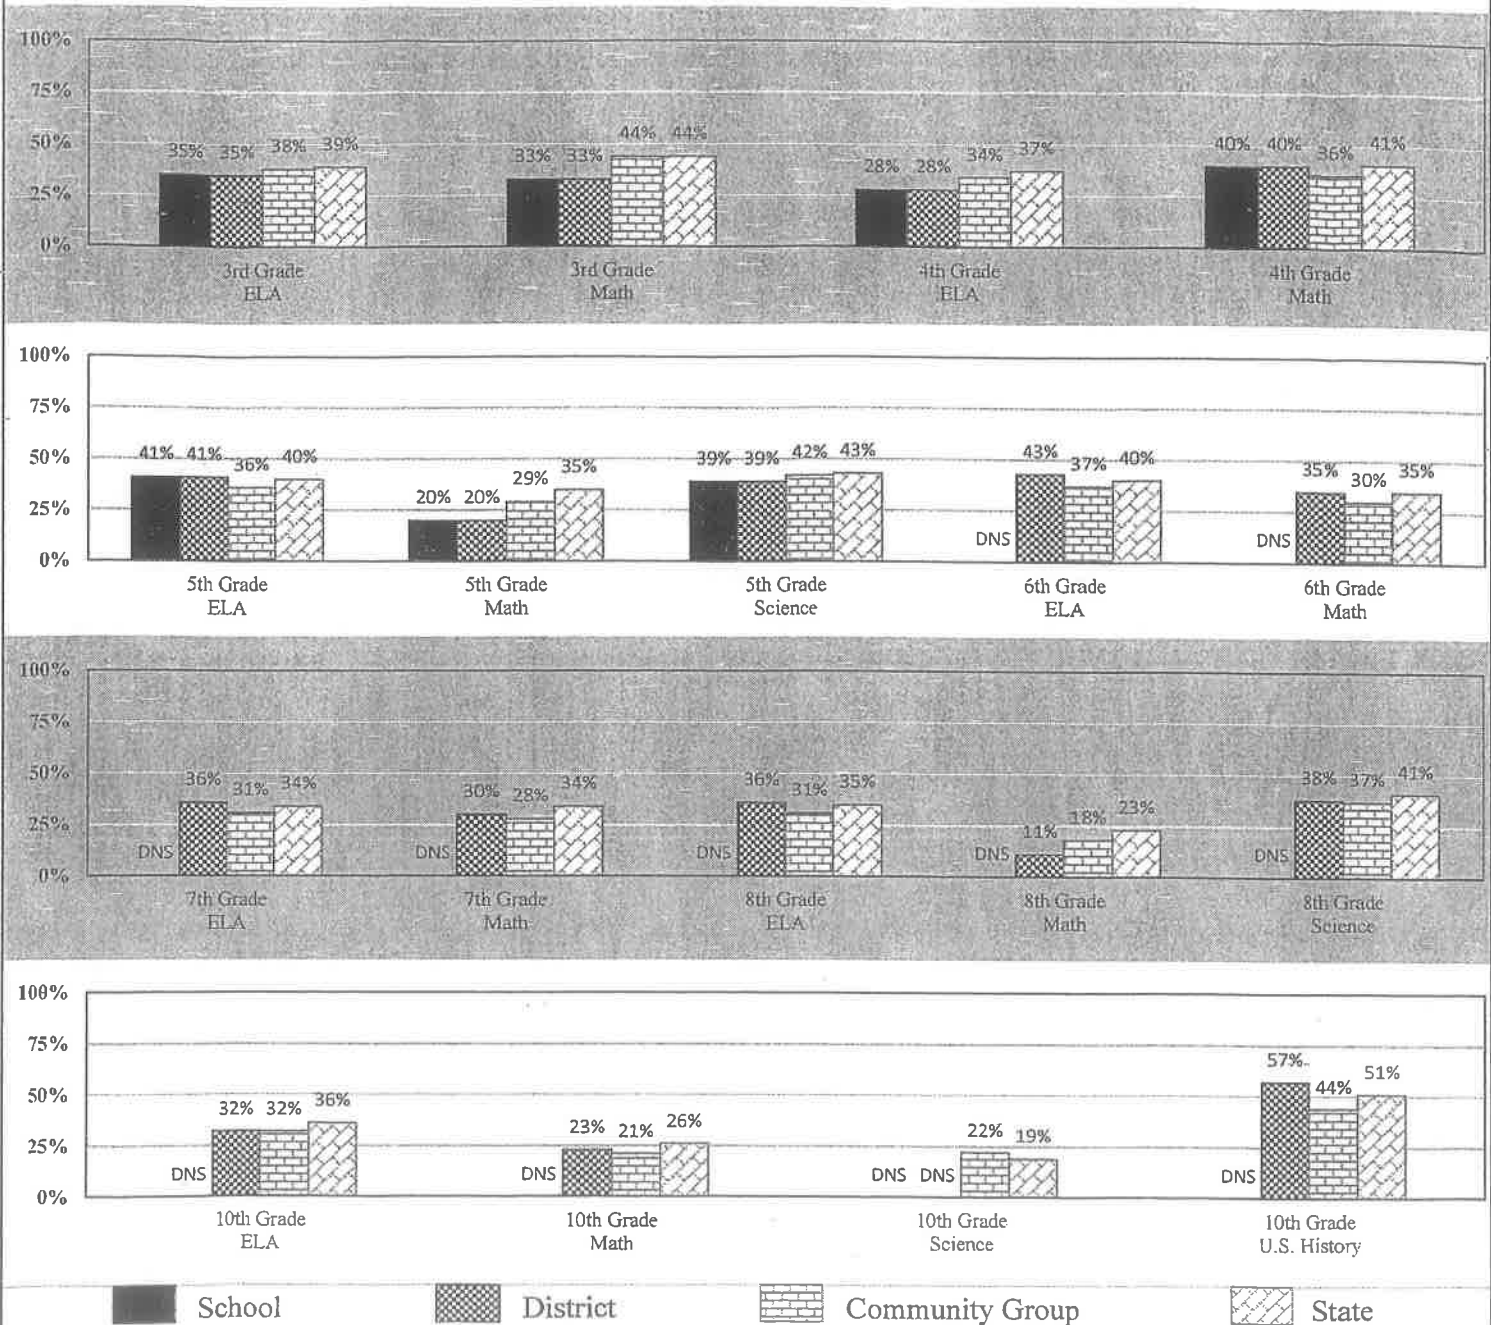 100%
75%
50%
25%
0%
35% 35% 38% 39%
33% 33% 44% 44%
28% 28% 34% 37%
40% 40% 36% 41%
3rd Grade
ELA
3rd Grade
Math
4th Grade
ELA
4th Grade
Math
100%
75%
50%
25%
0%
41% 41% 36% 40%
20% 20% 29% 35%
39% 39% 42% 43%
DNS 43% 37% 40%
DNS 35% 30% 35%
5th Grade
ELA
5th Grade
Math
5th Grade
Science
6th Grade
ELA
6th Grade
Math
100%
75%
50%
25%
0%
DNS 36% 31% 34%
DNS 30% 28% 34%
DNS 36% 31% 35%
DNS 11% 18% 23%
DNS 38% 37% 41%
7th Grade
ELA
7th Grade
Math
8th Grade
ELA
8th Grade
Math
8th Grade
Science
100%
75%
50%
25%
0%
DNS 32% 32% 36%
DNS 23% 21% 26%
DNS DNS 22% 19%
DNS 57% 44% 51%
10th Grade
ELA
10th Grade
Math
10th Grade
Science
10th Grade
U.S. History
School District Community Group State